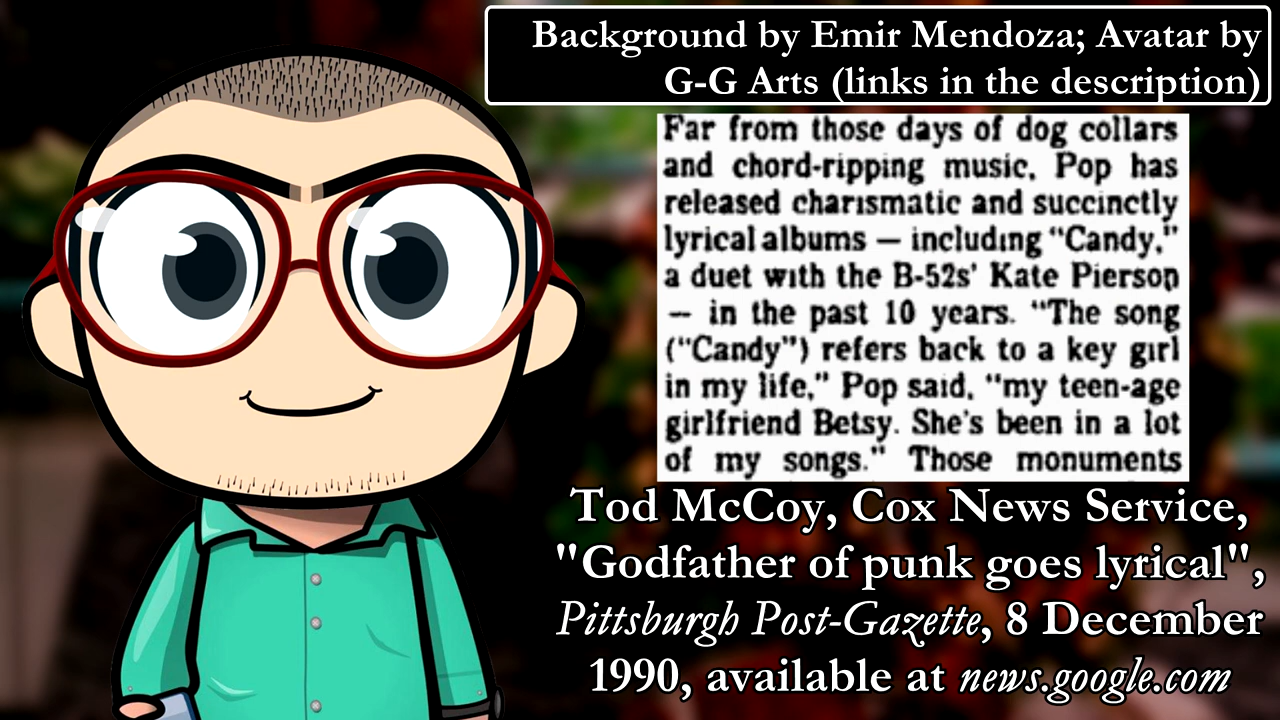 Background by Emir Mendoza; Avatar by
G-G Arts (links in the description)
Far from those days of dog collars
and chord-ripping music, Pop has
released charismatic and succinctly
lyrical albums — including “Candy,”
a duet with the B-52s’ Kate Pierson
— in the past 10 years. “The song
(“Candy”) refers back to a key girl
in my life,” Pop said, “my teen-age
girlfriend Betsy. She’s been in a lot
of my songs.” Those monuments
Tod McCoy, Cox News Service,
"Godfather of punk goes lyrical",
Pittsburgh Post-Gazette, 8 December
1990, available at news.google.com